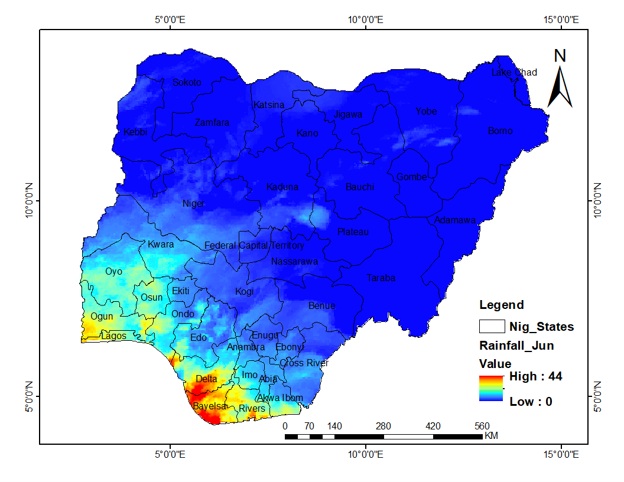 5°0'0"E 10°0'0"E 15°0'0"E
N
Lake Chad
Sokoto
Katsina
Jigawa
Yobe
Zamfara
Kebbi
Kano
Borno
Gombe
Kaduna
Bauchi
10°0'0"N 10°0'0"N
Niger
Adamawa
Plateau
Kwara
Federal Capital Territory
Nassarawa
Oyo
Taraba
Ekiti
Kogi
Osun
Benue
Ondo
Ogun
Lagos
Edo
Enugu
Anambra
Ebonyi
Cross River
Imo
Abia
Delta
Akwa Ibom
Bayelsa
Rivers
5°0'0"N 5°0'0"N
Legend
Nig_States
Rainfall_Jun
Value
High : 44
Low : 0
0 70 140 280 420 560
KM
5°0'0"E 10°0'0"E 15°0'0"E